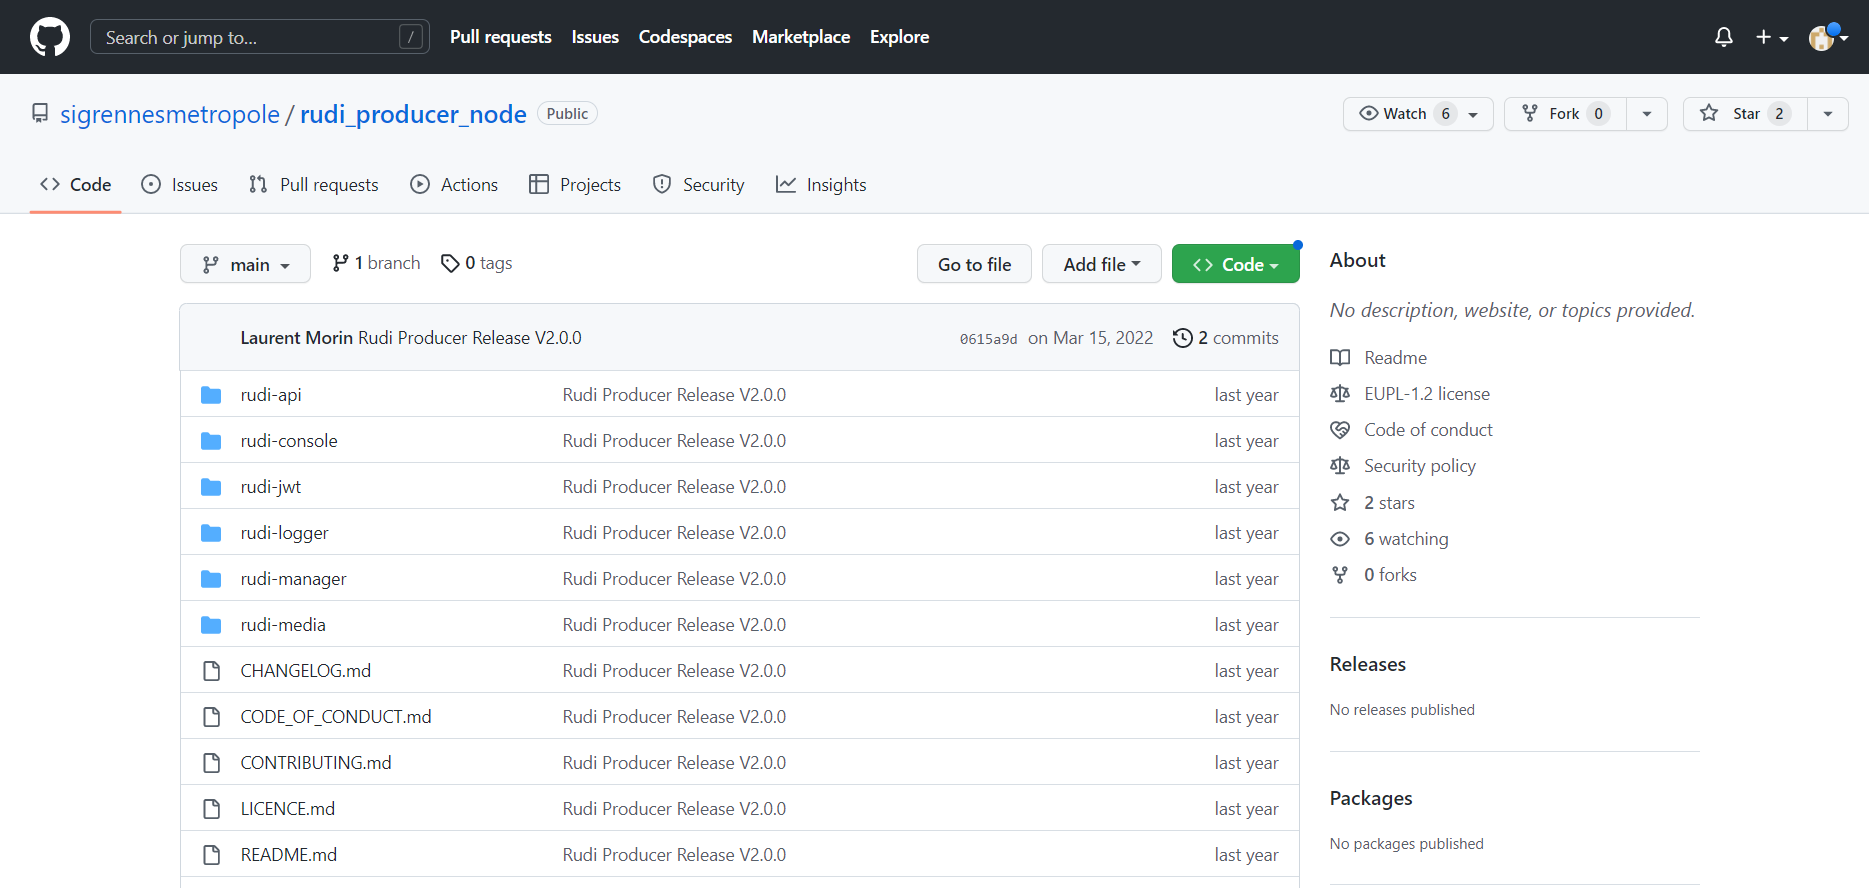 Search or jump to... /
Pull requests Issues Codespaces Marketplace Explore
sigrennesmetropole / rudi_producer_node Public
Watch 6 Fork 0 Star 2
Code Issues Pull requests Actions Projects Security Insights
main 1 branch 0 tags Go to file Add file Code
Laurent Morin Rudi Producer Release V2.0.0 0615a9d on Mar 15, 2022 2 commits
rudi-api Rudi Producer Release V2.0.0 last year
rudi-console Rudi Producer Release V2.0.0 last year
rudi-jwt Rudi Producer Release V2.0.0 last year
rudi-logger Rudi Producer Release V2.0.0 last year
rudi-manager Rudi Producer Release V2.0.0 last year
rudi-media Rudi Producer Release V2.0.0 last year
CHANGELOG.md Rudi Producer Release V2.0.0 last year
CODE_OF_CONDUCT.md Rudi Producer Release V2.0.0 last year
CONTRIBUTING.md Rudi Producer Release V2.0.0 last year
LICENCE.md Rudi Producer Release V2.0.0 last year
README.md Rudi Producer Release V2.0.0 last year
About
No description, website, or topics provided.
Readme
EUPL-1.2 license
Code of conduct
Security policy
2 stars
6 watching
0 forks
Releases
No releases published
Packages
No packages published